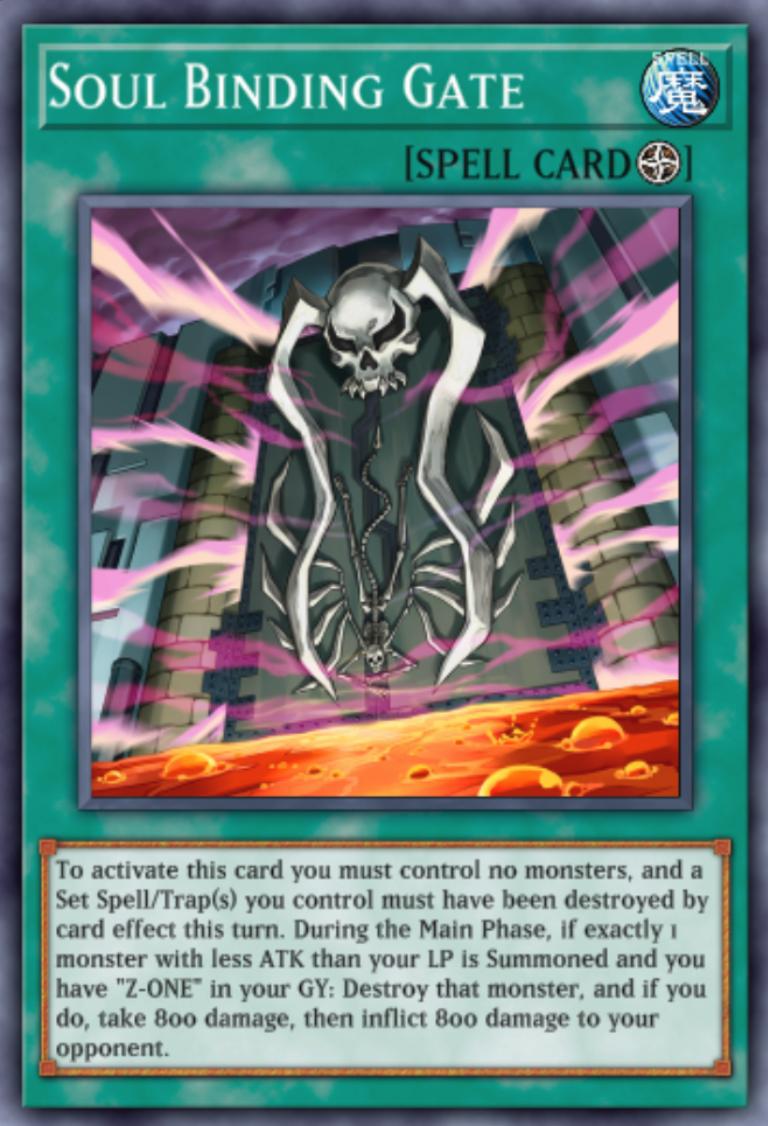 SOUL BINDING GATE
SPELL
魔
[SPELL CARD]
To activate this card you must control no monsters, and a
Set Spell/Trap(s) you control must have been destroyed by
card effect this turn. During the Main Phase, if exactly 1
monster with less ATK than your LP is Summoned and you
have "Z-ONE" in your GY: Destroy that monster, and if you
do, take 800 damage, then inflict 800 damage to your
opponent.